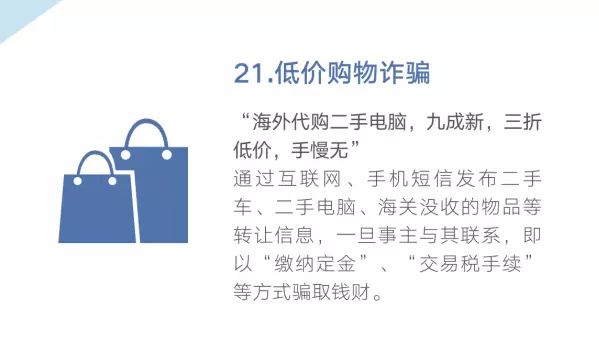 21.低价购物诈骗
“海外代购二手电脑，九成新，三折
低价，手慢无”
通过互联网、手机短信发布二手
车、二手电脑、海关没收的物品等
转让信息，一旦事主与其联系，即
以“缴纳定金”、“交易税手续”
等方式骗取钱财。